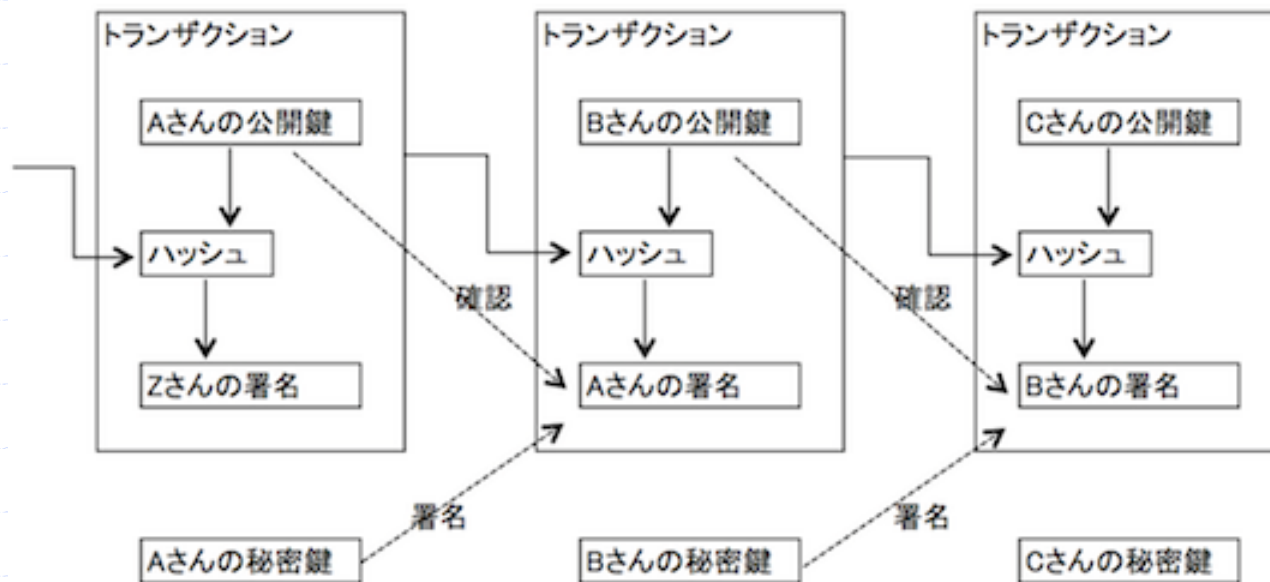 トランザクション
トランザクション
トランザクション
Aさんの公開鍵
Bさんの公開鍵
Cさんの公開鍵
ハッシュ
ハッシュ
ハッシュ
確認
確認
Zさんの署名
Aさんの署名
Bさんの署名
署名
署名
Aさんの秘密鍵
Bさんの秘密鍵
Cさんの秘密鍵